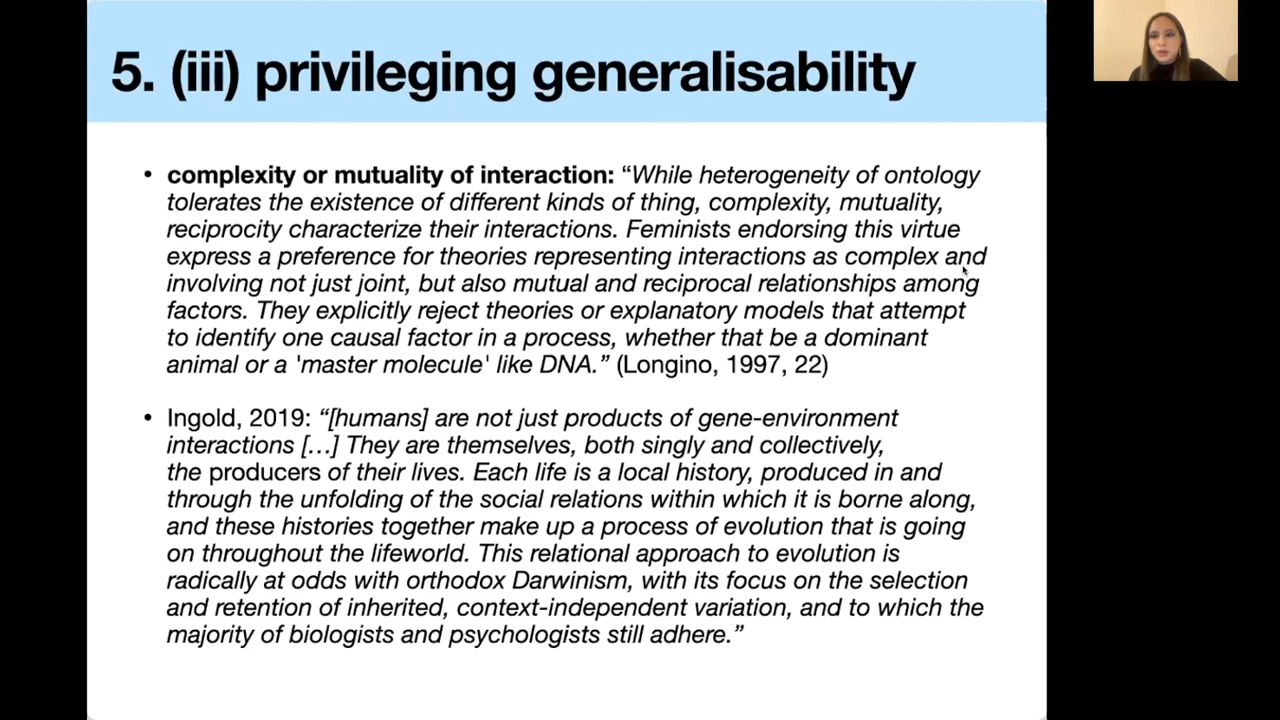 5. (iii) privileging generalisability
• complexity or mutuality of interaction: “While heterogeneity of ontology
tolerates the existence of different kinds of thing, complexity, mutuality,
reciprocity characterize their interactions. Feminists endorsing this virtue
express a preference for theories representing interactions as complex and
involving not just joint, but also mutual and reciprocal relationships among
factors. They explicitly reject theories or explanatory models that attempt
to identify one causal factor in a process, whether that be a dominant
animal or a 'master molecule' like DNA.” (Longino, 1997, 22)
• Ingold, 2019: “[humans] are not just products of gene-environment
interactions […] They are themselves, both singly and collectively,
the producers of their lives. Each life is a local history, produced in and
through the unfolding of the social relations within which it is borne along,
and these histories together make up a process of evolution that is going
on throughout the lifeworld. This relational approach to evolution is
radically at odds with orthodox Darwinism, with its focus on the selection
and retention of inherited, context-independent variation, and to which the
majority of biologists and psychologists still adhere.”